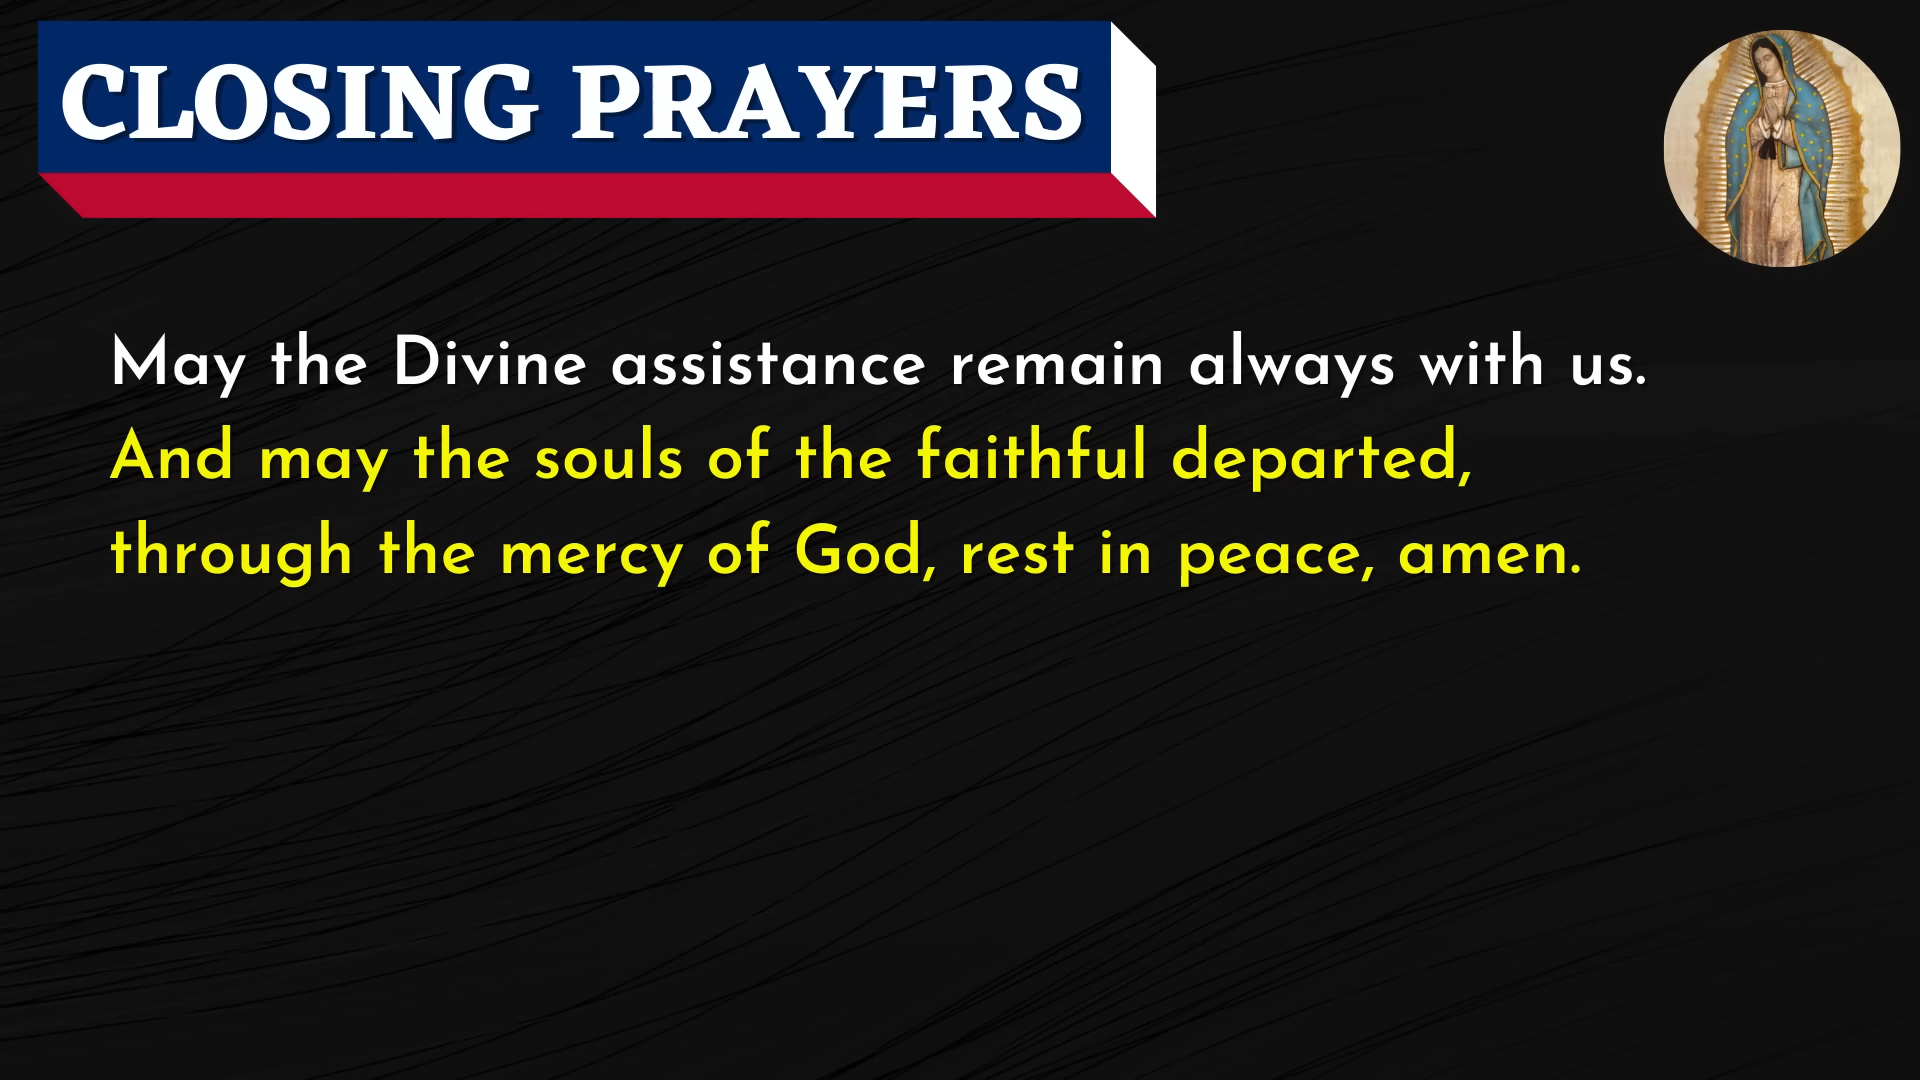 CLOSING PRAYERS
May the Divine assistance remain always with us.
And may the souls of the faithful departed,
through the mercy of God, rest in peace, amen.